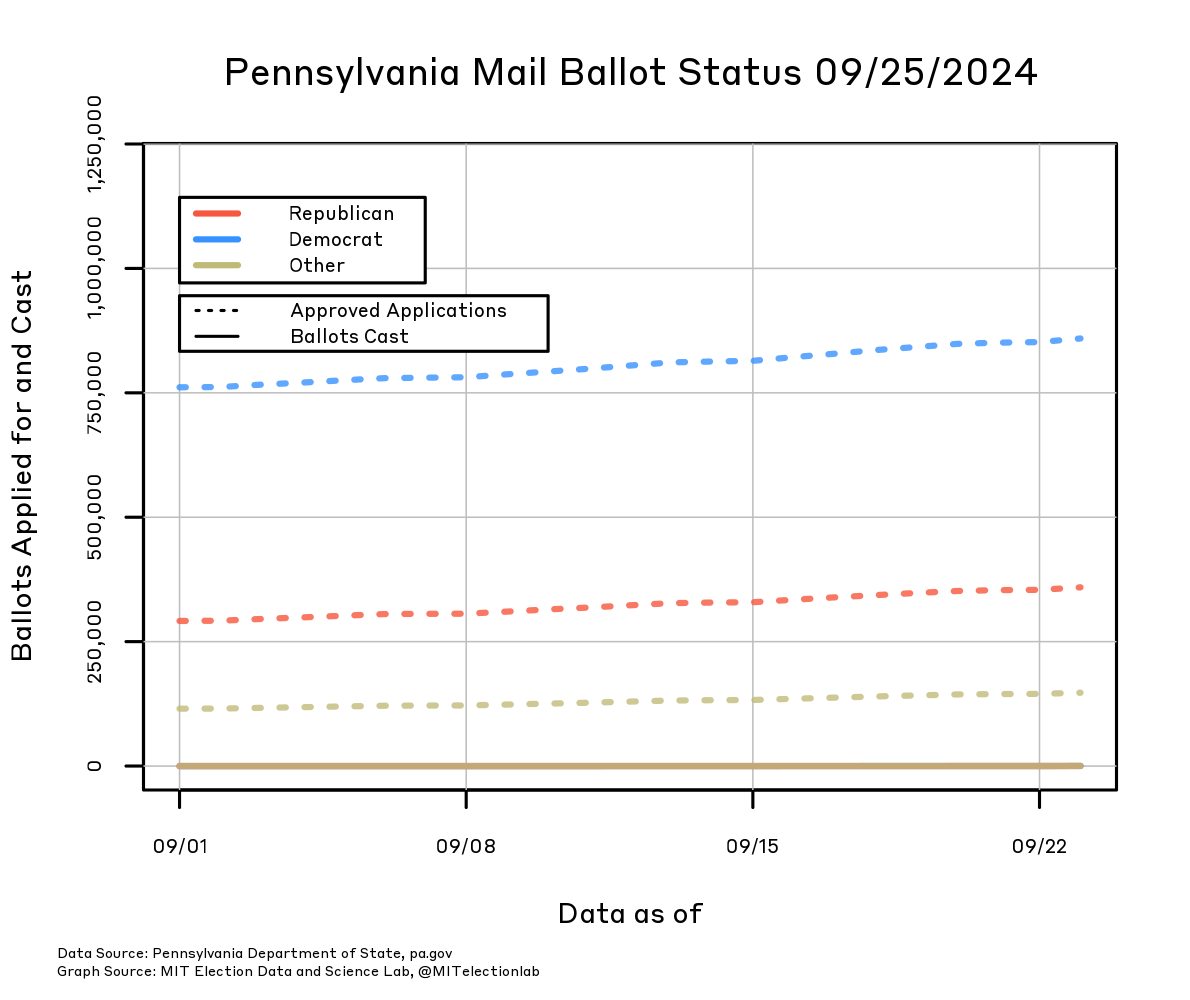 Pennsylvania Mail Ballot Status 09/25/2024
Ballots Applied for and Cast
1,250,000
1,000,000
750,000
500,000
250,000
0
Republican
Democrat
Other
Approved Applications
Ballots Cast
09/01
09/08
09/15
09/22
Data as of
Data Source: Pennsylvania Department of State, pa.gov
Graph Source: MIT Election Data and Science Lab, @MITelectionlab